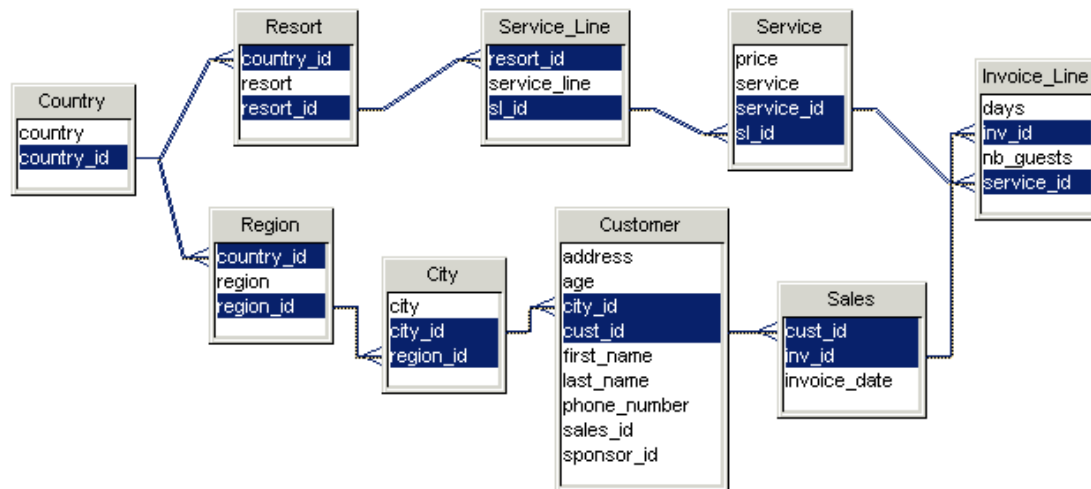 Country
country
country_id
Resort
country_id
resort
resort_id
Service_Line
resort_id
service_line
sl_id
Service
price
service
service_id
sl_id
Invoice_Line
days
inv_id
nb_guests
service_id
Region
country_id
region
region_id
City
city
city_id
region_id
Customer
address
age
city_id
cust_id
first_name
last_name
phone_number
sales_id
sponsor_id
Sales
cust_id
inv_id
invoice_date